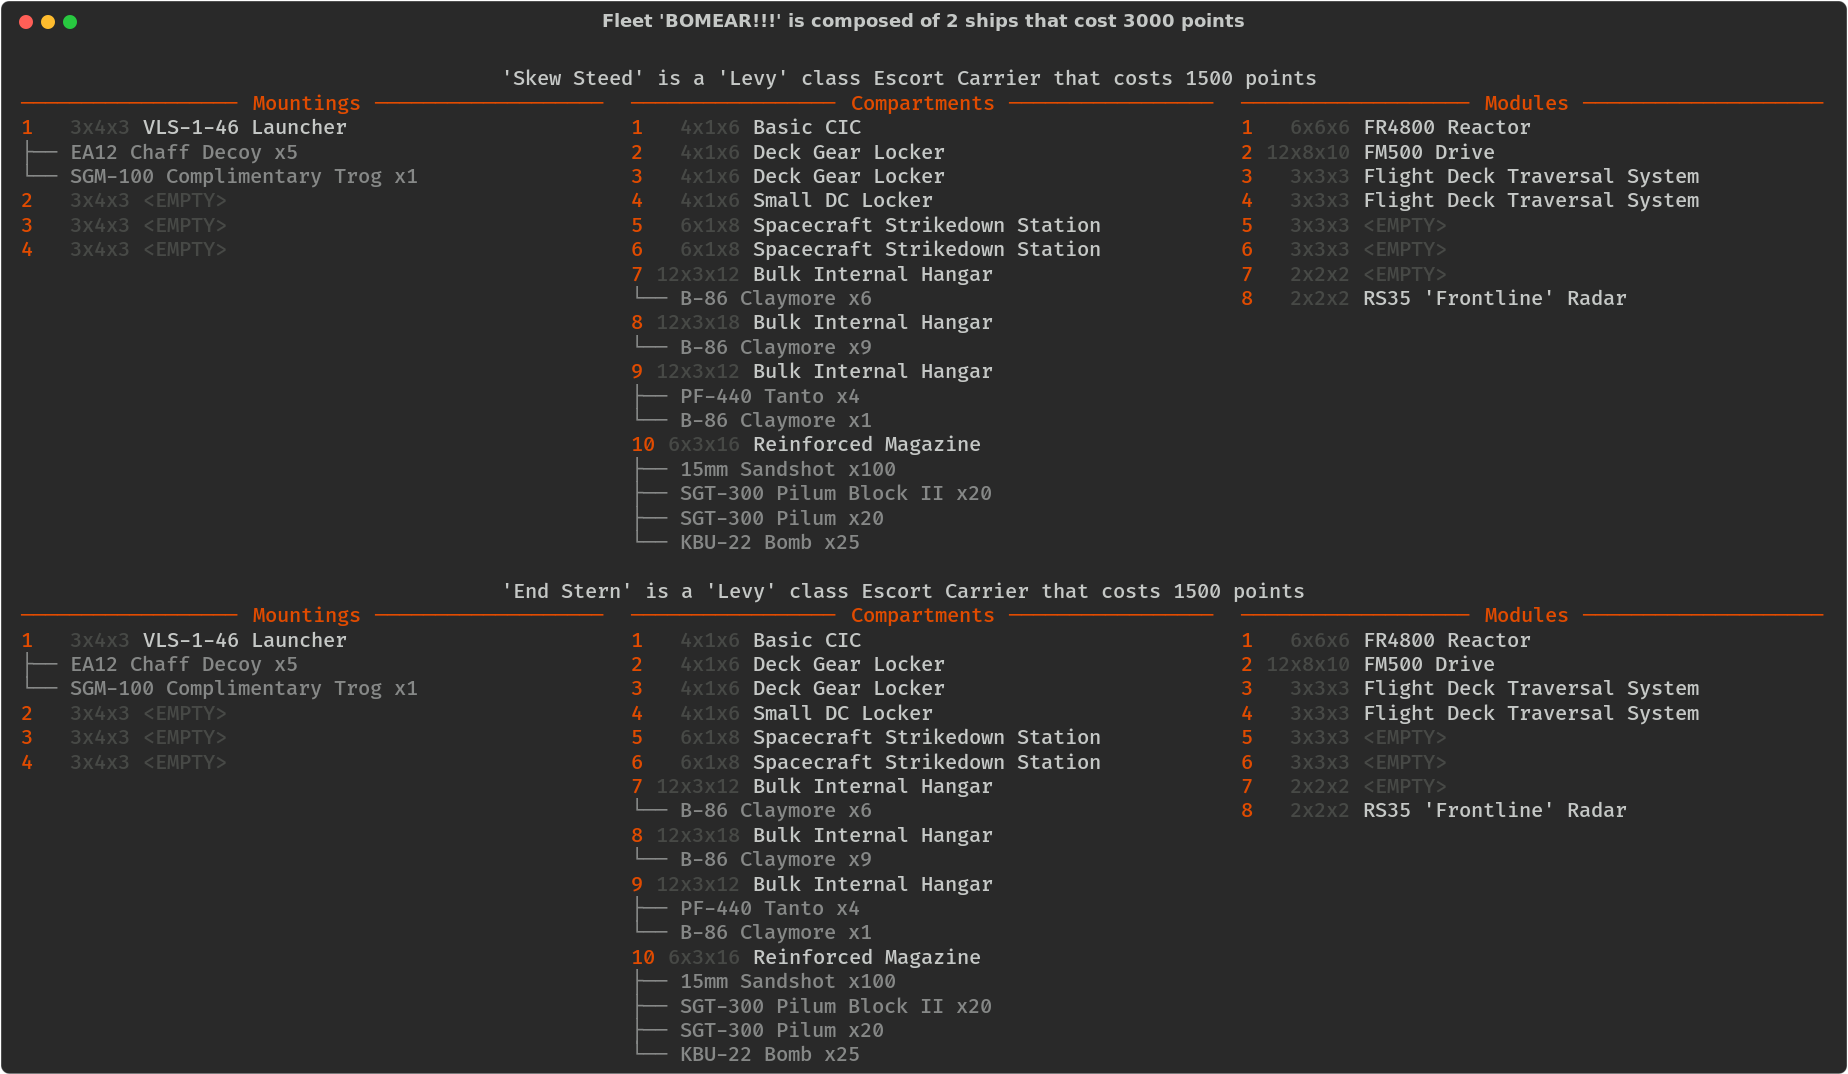 Fleet 'BOMEAR!!!' is composed of 2 ships that cost 3000 points
'Skew Steed' is a 'Levy' class Escort Carrier that costs 1500 points
Mountings
1 3x4x3 VLS-1-46 Launcher
EA12 Chaff Decoy x5
SGM-100 Complimentary Trog x1
2 3x4x3 <EMPTY>
3 3x4x3 <EMPTY>
4 3x4x3 <EMPTY>
Compartments
1 4x1x6 Basic CIC
2 4x1x6 Deck Gear Locker
3 4x1x6 Deck Gear Locker
4 4x1x6 Small DC Locker
5 6x1x8 Spacecraft Strikedown Station
6 6x1x8 Spacecraft Strikedown Station
7 12x3x12 Bulk Internal Hangar
B-86 Claymore x6
8 12x3x18 Bulk Internal Hangar
B-86 Claymore x9
9 12x3x12 Bulk Internal Hangar
PF-440 Tanto x4
B-86 Claymore x1
10 6x3x16 Reinforced Magazine
15mm Sandshot x100
SGT-300 Pilum Block II x20
SGT-300 Pilum x20
KBU-22 Bomb x25
Modules
1 6x6x6 FR4800 Reactor
2 12x8x10 FM500 Drive
3 3x3x3 Flight Deck Traversal System
4 3x3x3 Flight Deck Traversal System
5 3x3x3 <EMPTY>
6 3x3x3 <EMPTY>
7 2x2x2 <EMPTY>
8 2x2x2 RS35 'Frontline' Radar
'End Stern' is a 'Levy' class Escort Carrier that costs 1500 points
Mountings
1 3x4x3 VLS-1-46 Launcher
EA12 Chaff Decoy x5
SGM-100 Complimentary Trog x1
2 3x4x3 <EMPTY>
3 3x4x3 <EMPTY>
4 3x4x3 <EMPTY>
Compartments
1 4x1x6 Basic CIC
2 4x1x6 Deck Gear Locker
3 4x1x6 Deck Gear Locker
4 4x1x6 Small DC Locker
5 6x1x8 Spacecraft Strikedown Station
6 6x1x8 Spacecraft Strikedown Station
7 12x3x12 Bulk Internal Hangar
B-86 Claymore x6
8 12x3x18 Bulk Internal Hangar
B-86 Claymore x9
9 12x3x12 Bulk Internal Hangar
PF-440 Tanto x4
B-86 Claymore x1
10 6x3x16 Reinforced Magazine
15mm Sandshot x100
SGT-300 Pilum Block II x20
SGT-300 Pilum x20
KBU-22 Bomb x25
Modules
1 6x6x6 FR4800 Reactor
2 12x8x10 FM500 Drive
3 3x3x3 Flight Deck Traversal System
4 3x3x3 Flight Deck Traversal System
5 3x3x3 <EMPTY>
6 3x3x3 <EMPTY>
7 2x2x2 <EMPTY>
8 2x2x2 RS35 'Frontline' Radar